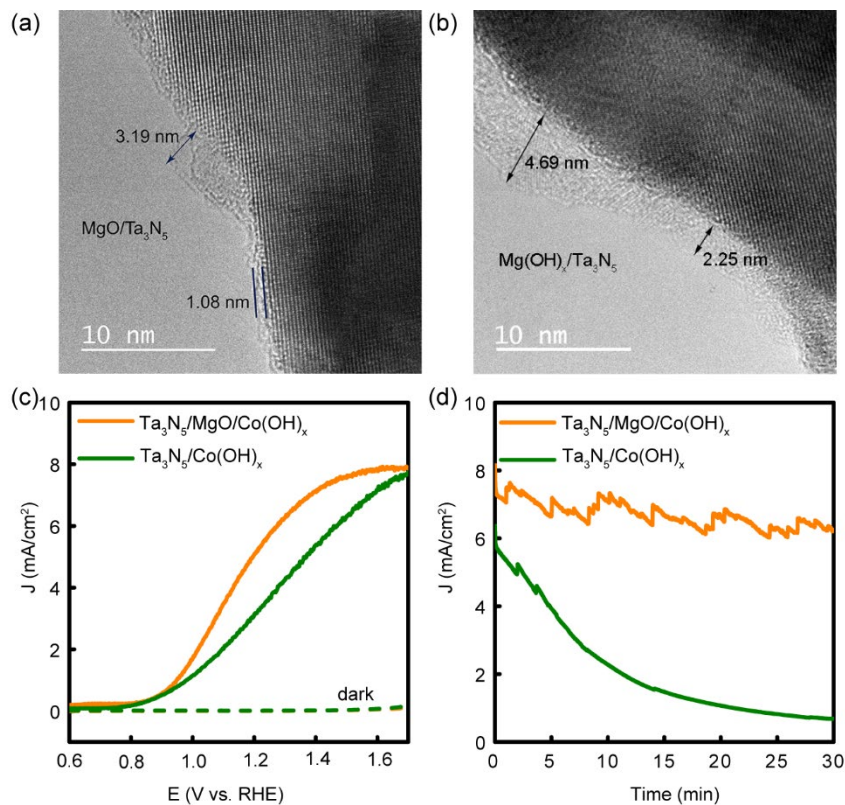 (a)
3.19 nm
MgO/Ta₃N₅
1.08 nm
10 nm
(b)
4.69 nm
2.25 nm
Mg(OH)ₓ/Ta₃N₅
10 nm
(c)
10
8
6
4
2
0
J (mA/cm²)
Ta₃N₅/MgO/Co(OH)ₓ
Ta₃N₅/Co(OH)ₓ
dark
0.6 0.8 1.0 1.2 1.4 1.6
E (V vs. RHE)
(d)
10
8
6
4
2
0
J (mA/cm²)
Ta₃N₅/MgO/Co(OH)ₓ
Ta₃N₅/Co(OH)ₓ
0 5 10 15 20 25 30
Time (min)